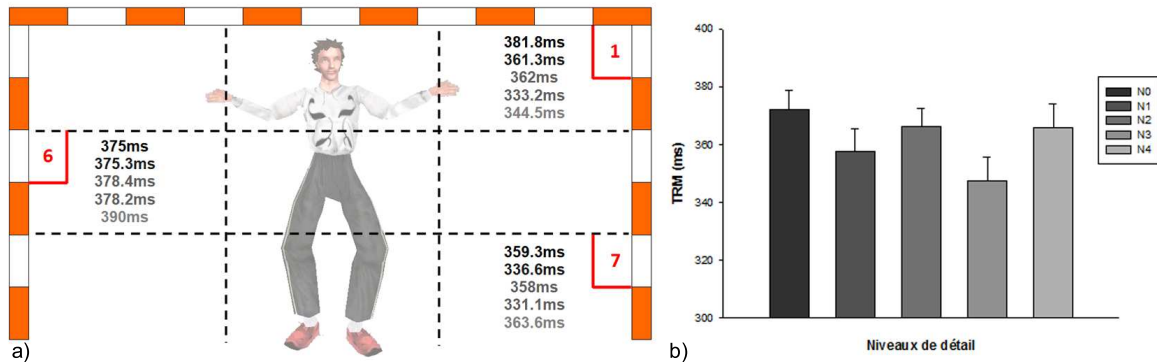 381.8ms
361.3ms
362ms
333.2ms
344.5ms
1
6
375ms
375.3ms
378.4ms
378.2ms
390ms
359.3ms
336.6ms
358ms
331.1ms
363.6ms
7
a)
TRM (ms)
400
380
360
340
320
300
Niveaux de détail
N0
N1
N2
N3
N4
b)